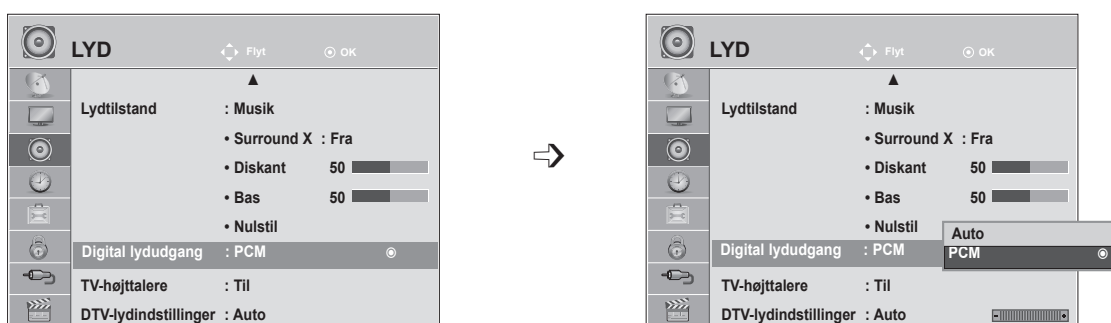 LYD Flyt OK
Lydtilstand : Musik
• Surround X : Fra
• Diskant 50
• Bas 50
• Nulstil
Digital lydudgang : PCM
TV-højttalere : Til
DTV-lydindstillinger : Auto
LYD Flyt OK
Lydtilstand : Musik
• Surround X : Fra
• Diskant 50
• Bas 50
• Nulstil
Auto
Digital lydudgang : PCM PCM
TV-højttalere : Til
DTV-lydindstillinger : Auto